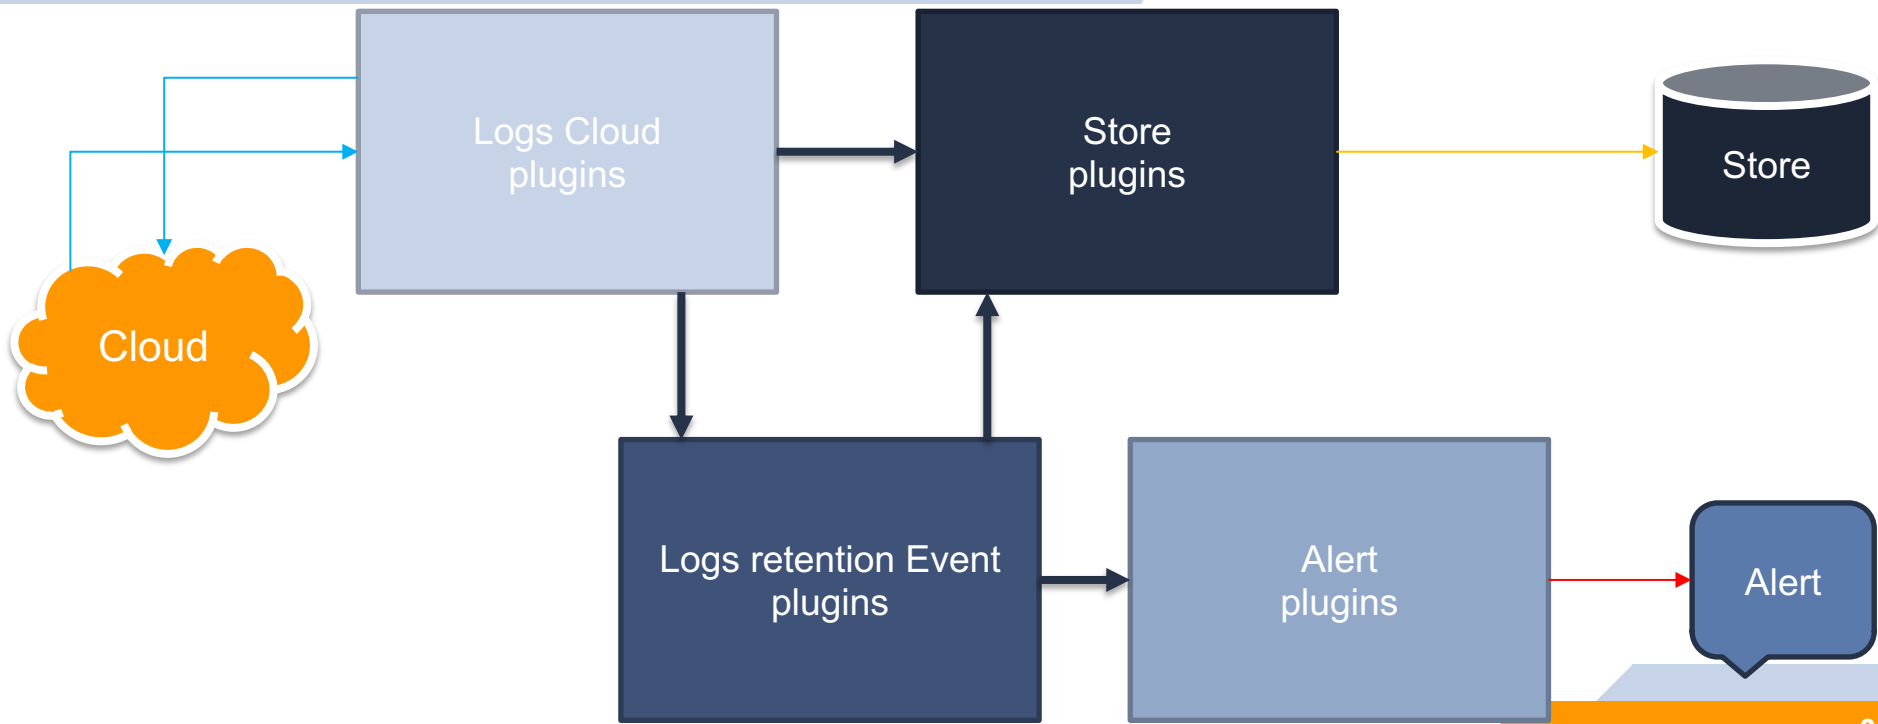 Logs Cloud
plugins
Store
plugins
Store
Cloud
Logs retention Event
plugins
Alert
plugins
Alert